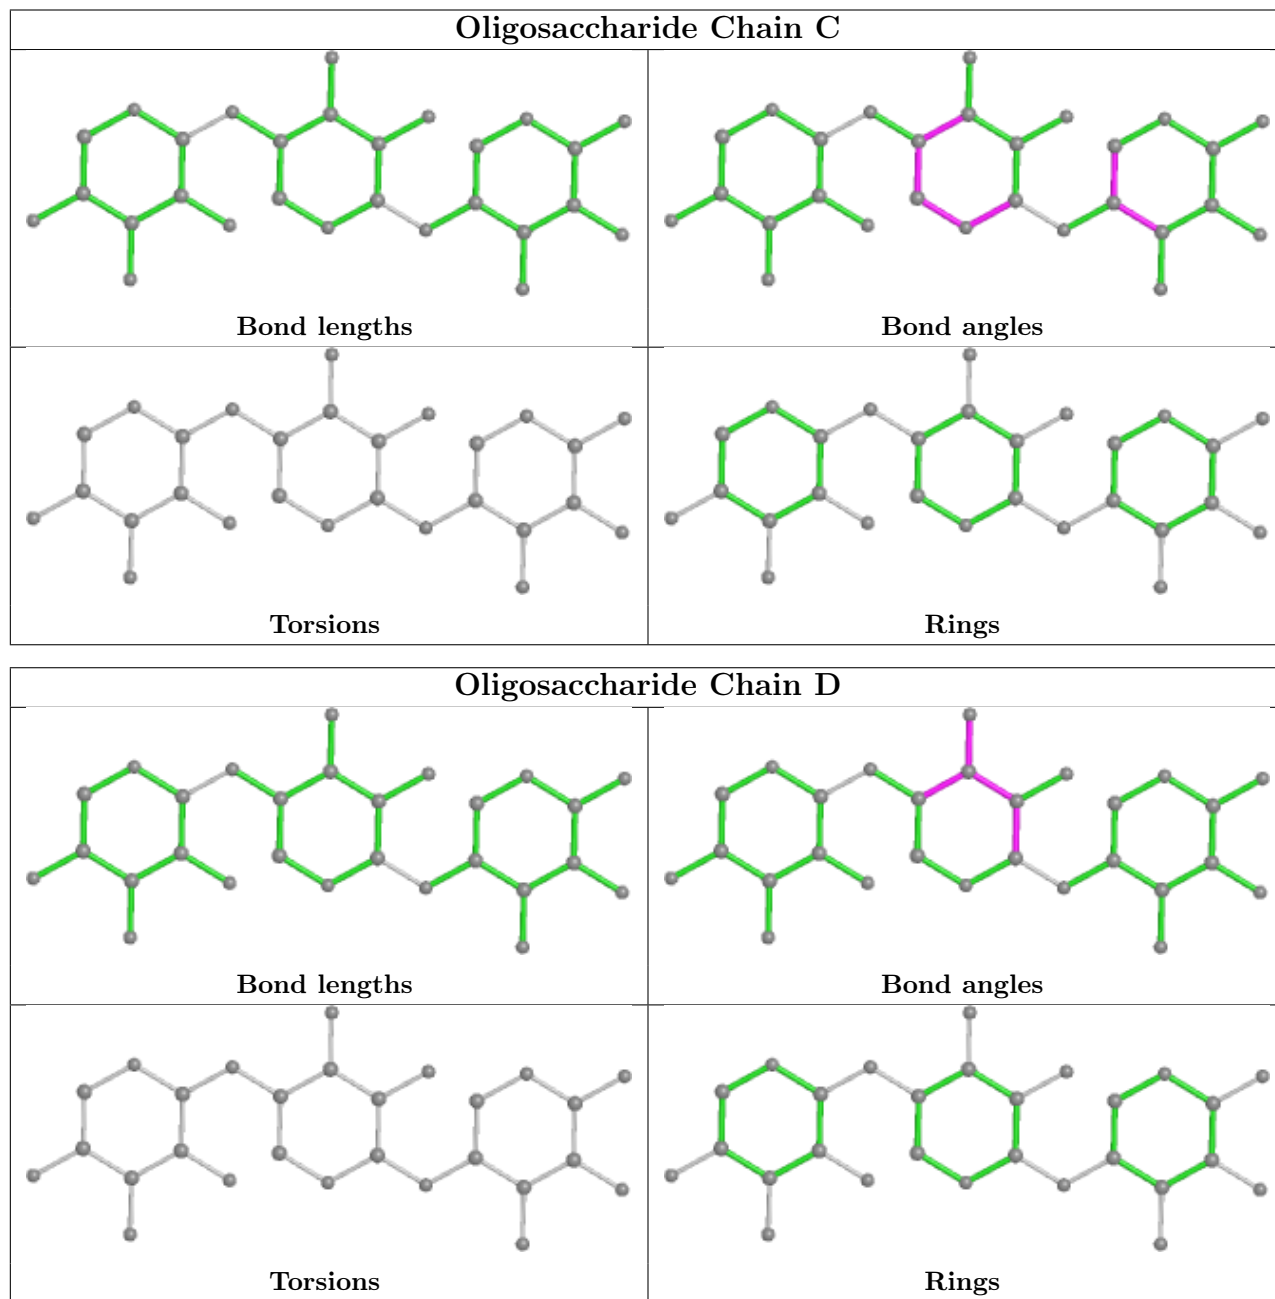 Oligosaccharide Chain C
Bond lengths
Bond angles
Torsions
Rings
Oligosaccharide Chain D
Bond lengths
Bond angles
Torsions
Rings